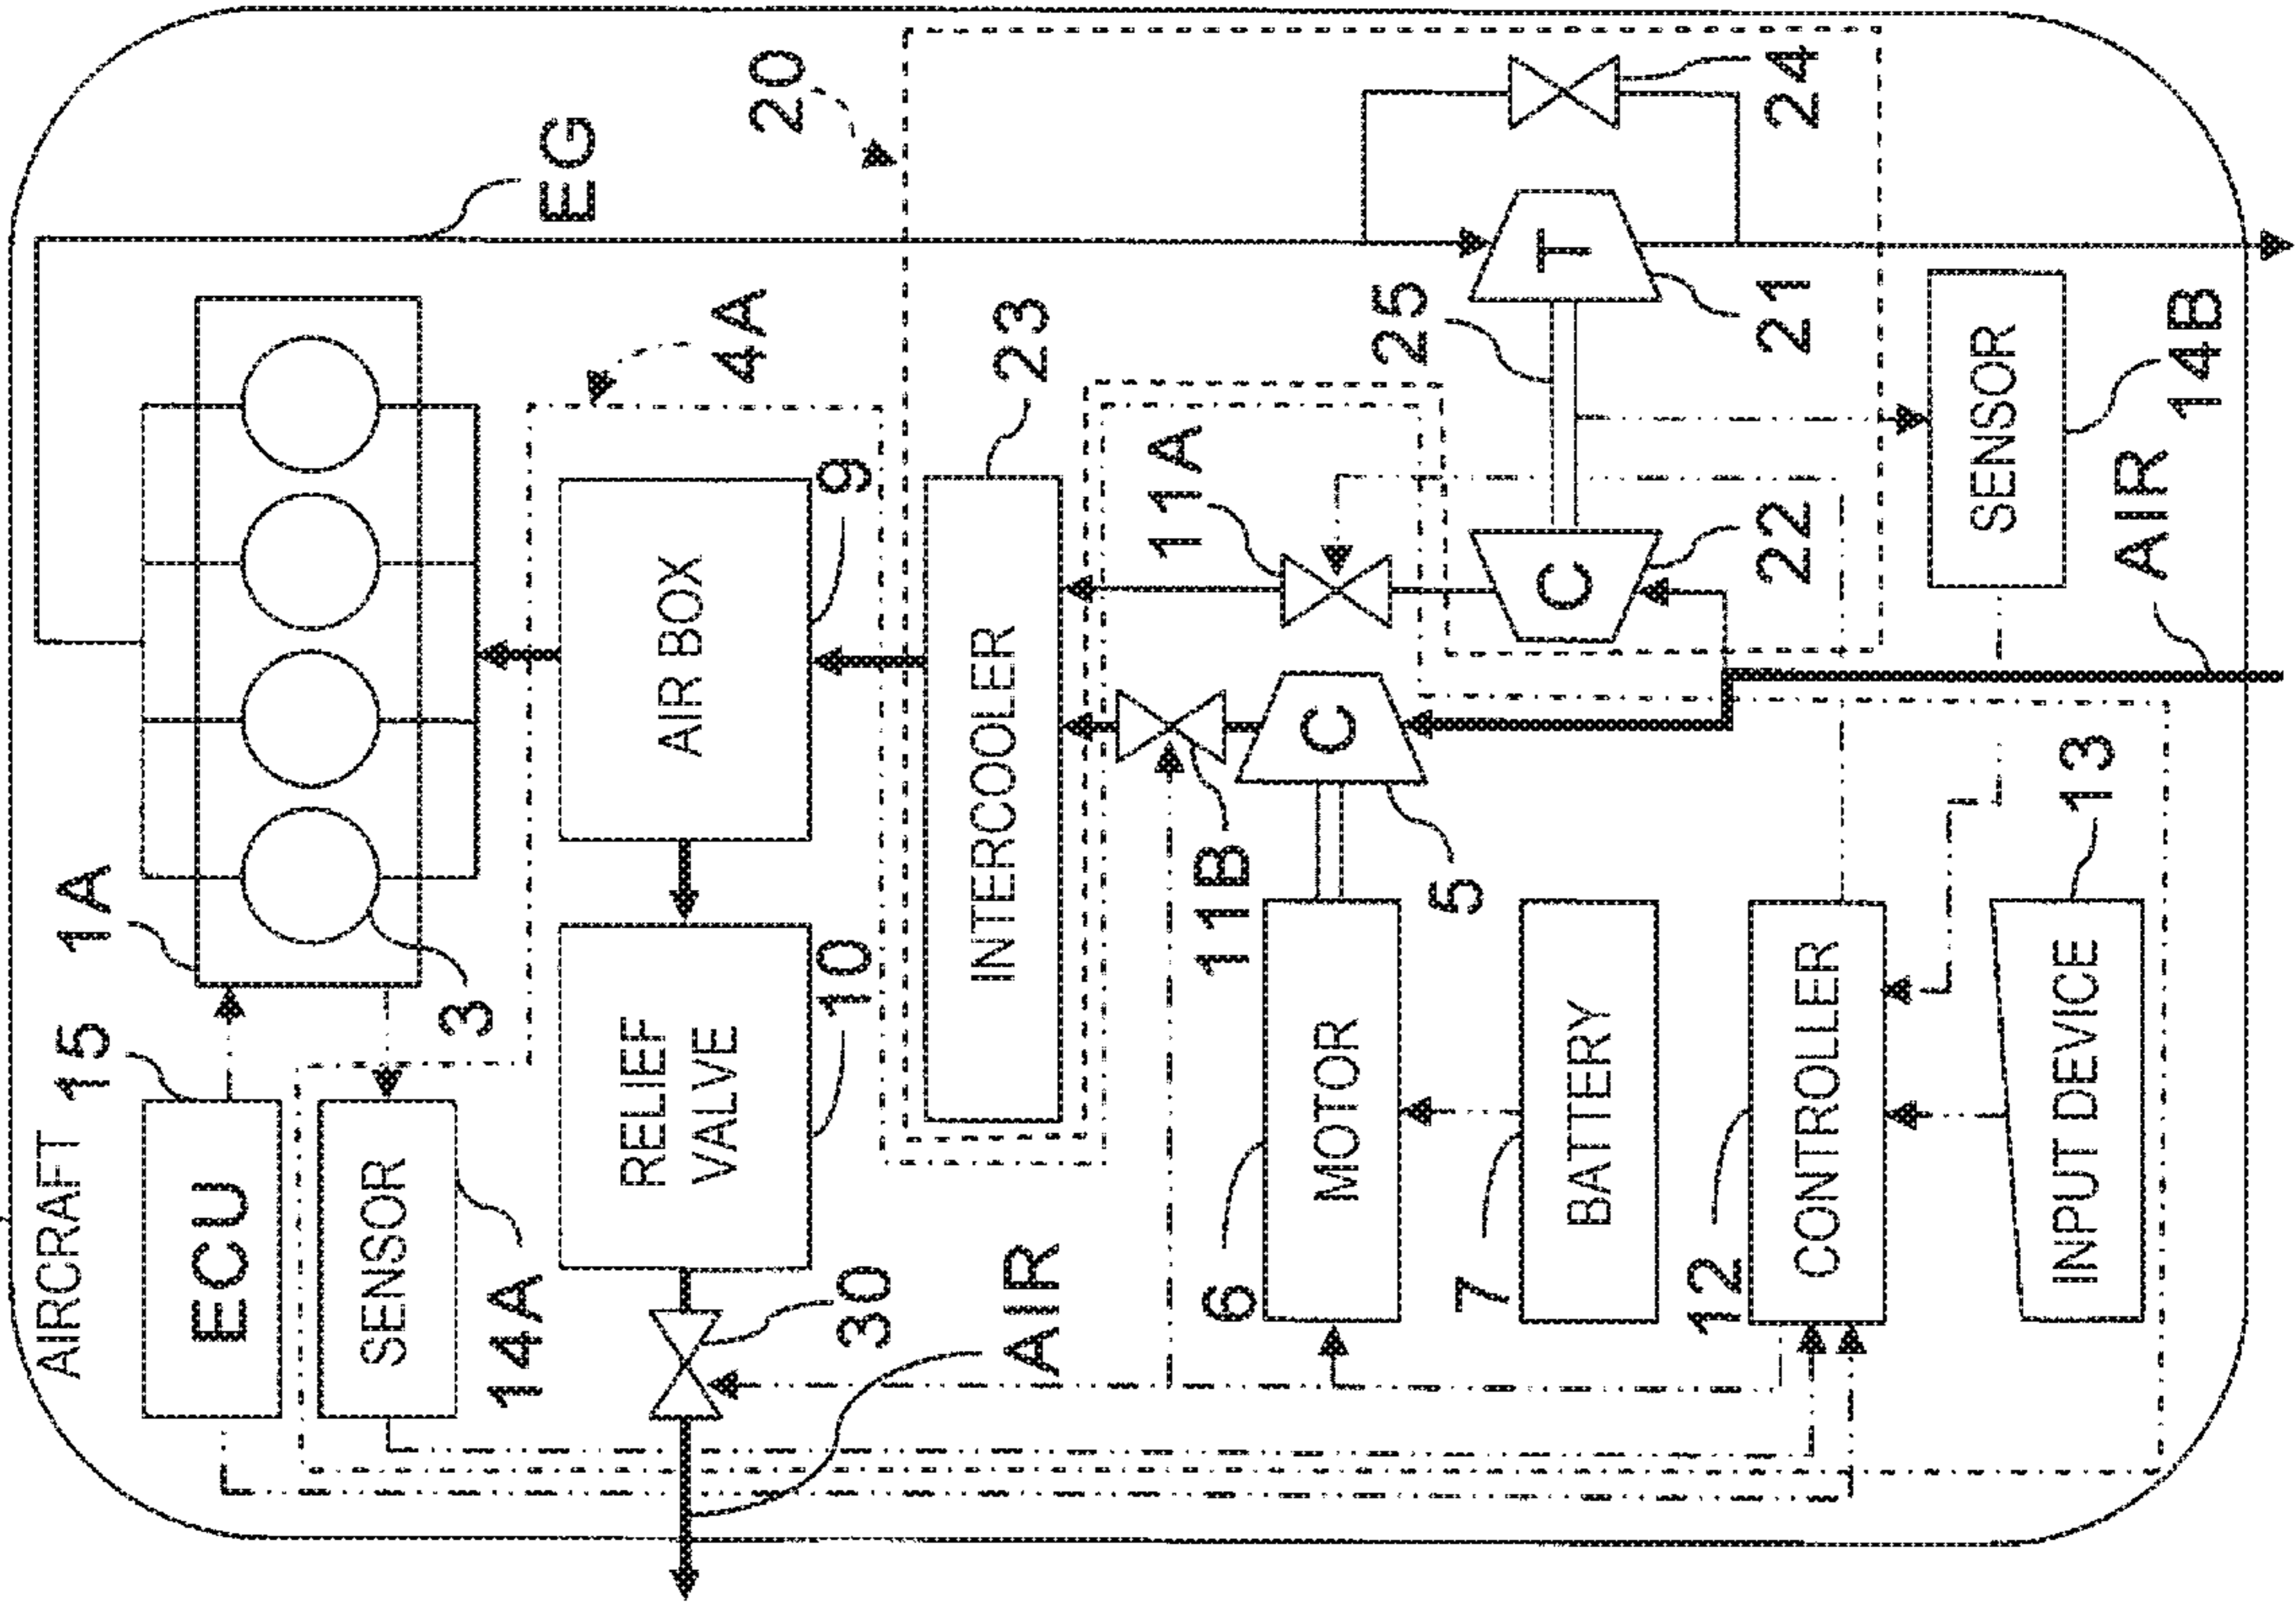 AIRCRAFT
1A
15
ECU
SENSOR
14A
3
EG
4A
20
AIR BOX
9
RELIEF
VALVE
10
30
AIR
INTERCOOLER
23
11A
11B
C
5
C
22
25
T
21
24
SENSOR
14B
AIR
MOTOR
6
BATTERY
7
CONTROLLER
12
INPUT DEVICE
13